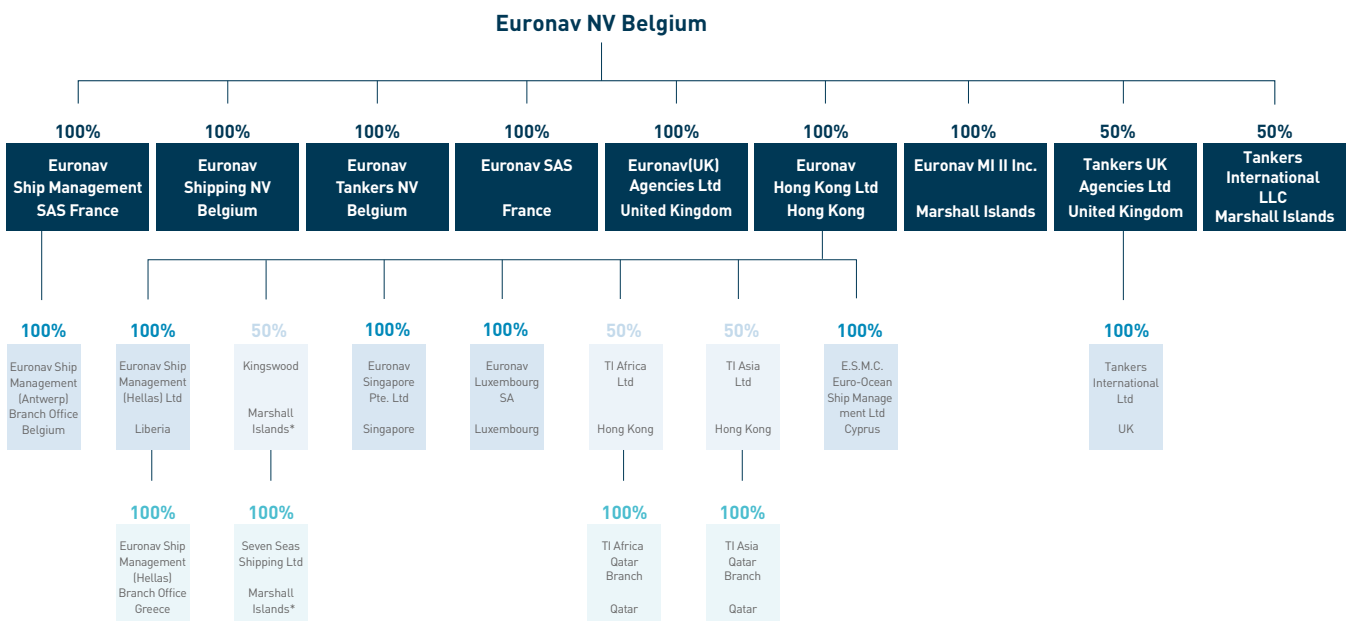 Euronav NV Belgium
100%
100%
100%
100%
100%
100%
100%
50%
50%
Euronav
Ship Management
SAS France
Euronav
Shipping NV
Belgium
Euronav
Tankers NV
Belgium
Euronav SAS
France
Euronav(UK)
Agencies Ltd
United Kingdom
Euronav
Hong Kong Ltd
Hong Kong
Euronav MI II Inc.
Marshall Islands
Tankers UK
Agencies Ltd
United Kingdom
Tankers
International
LLC
Marshall Islands
100%
100%
50%
100%
100%
50%
50%
100%
100%
Euronav Ship
Management
(Antwerp)
Branch Office
Belgium
Euronav Ship
Management
(Hellas) Ltd
Liberia
Kingswood
Marshall
Islands*
Euronav
Singapore
Pte. Ltd
Singapore
Euronav
Luxembourg
SA
Luxembourg
TI Africa
Ltd
Hong Kong
TI Asia
Ltd
Hong Kong
E.S.M.C.
Euro-Ocean
Ship Manage
ment Ltd
Cyprus
Tankers
International
Ltd
UK
100%
100%
100%
100%
Euronav Ship
Management
(Hellas)
Branch Office
Greece
Seven Seas
Shipping Ltd
Marshall
Islands*
TI Africa
Qatar
Branch
Qatar
TI Asia
Qatar
Branch
Qatar